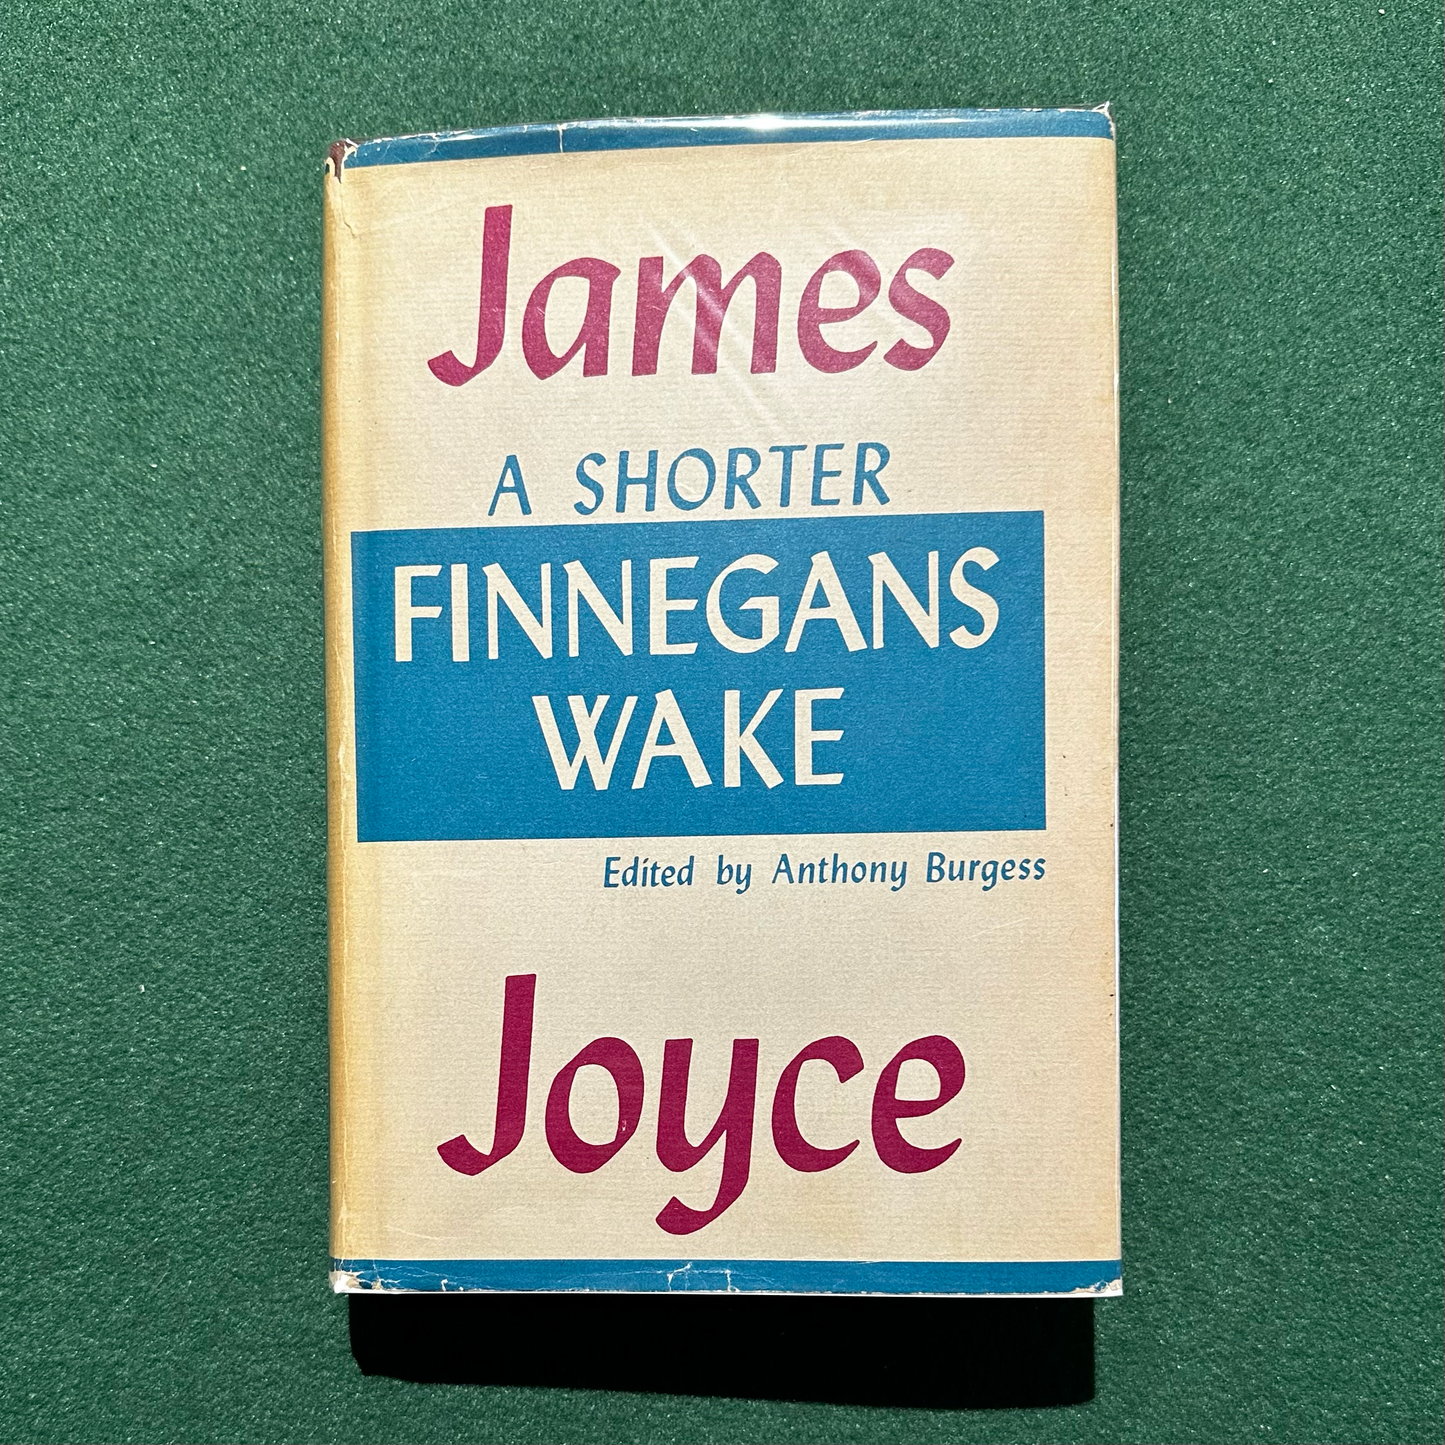 James
A SHORTER
FINNEGANS
WAKE
Edited by Anthony Burgess
Joyce